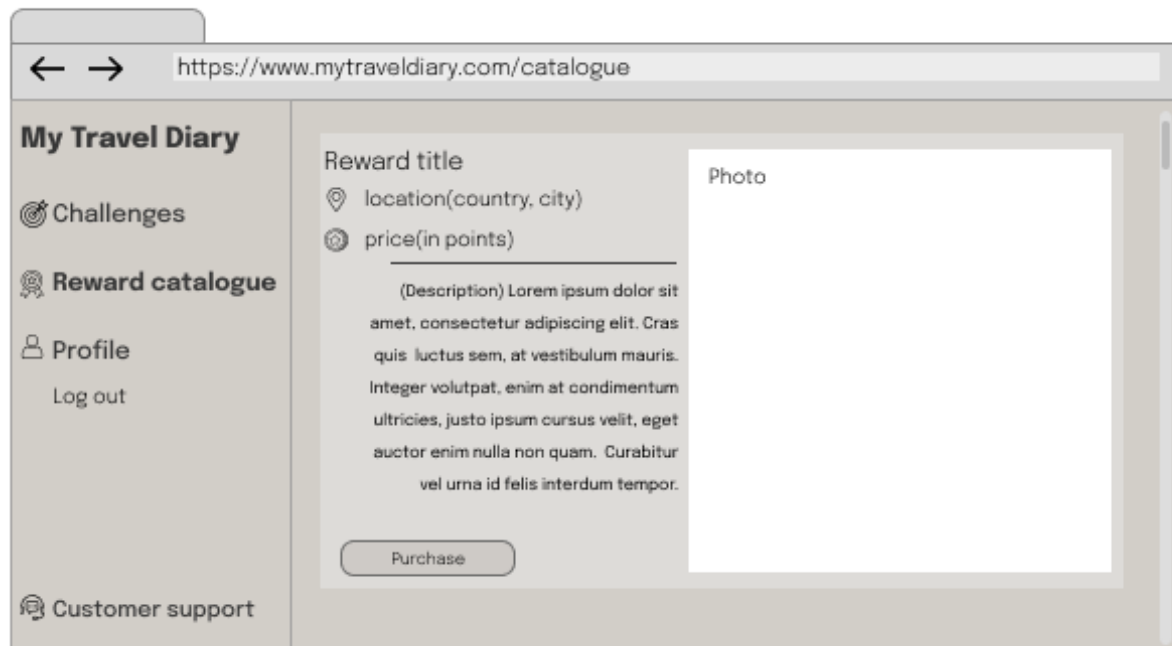 https://www.mytraveldiary.com/catalogue
My Travel Diary
Challenges
Reward catalogue
Profile
Log out
Customer support
Reward title
location(country, city)
price(in points)
(Description) Lorem ipsum dolor sit
amet, consectetur adipiscing elit. Cras
quis luctus sem, at vestibulum mauris.
Integer volutpat, enim at condimentum
ultricies, justo ipsum cursus velit, eget
auctor enim nulla non quam. Curabitur
vel urna id felis interdum tempor.
Purchase
Photo